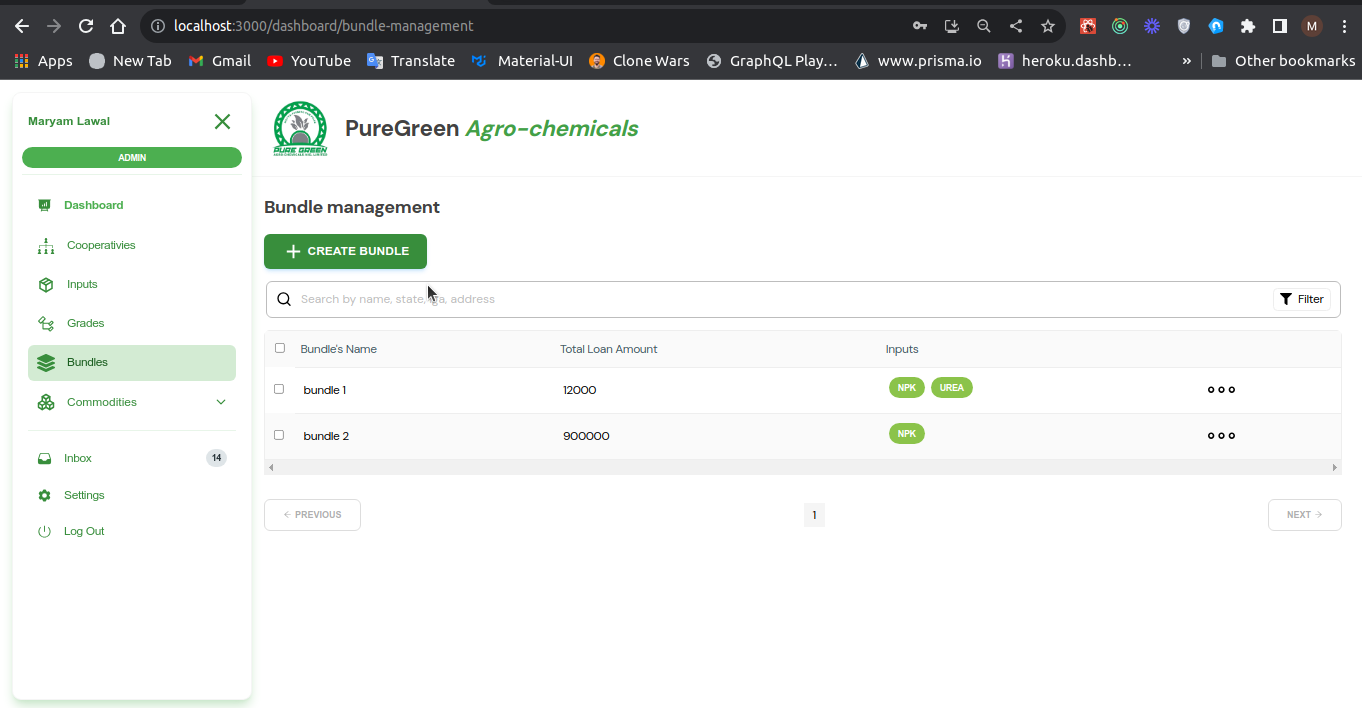 localhost:3000/dashboard/bundle-management
M
Apps New Tab Gmail YouTube Translate Material-UI Clone Wars GraphQL Play... www.prisma.io heroku.dashb... » Other bookmarks
Maryam Lawal
ADMIN
Dashboard
Cooperativies
Inputs
Grades
Bundles
Commodities
Inbox 14
Settings
Log Out
PURE GREEN
PureGreen Agro-chemicals
Bundle management
CREATE BUNDLE
Search by name, state, address
Filter
Bundle's Name Total Loan Amount Inputs
bundle 1 12000 NPK UREA
bundle 2 900000 NPK
PREVIOUS 1 NEXT